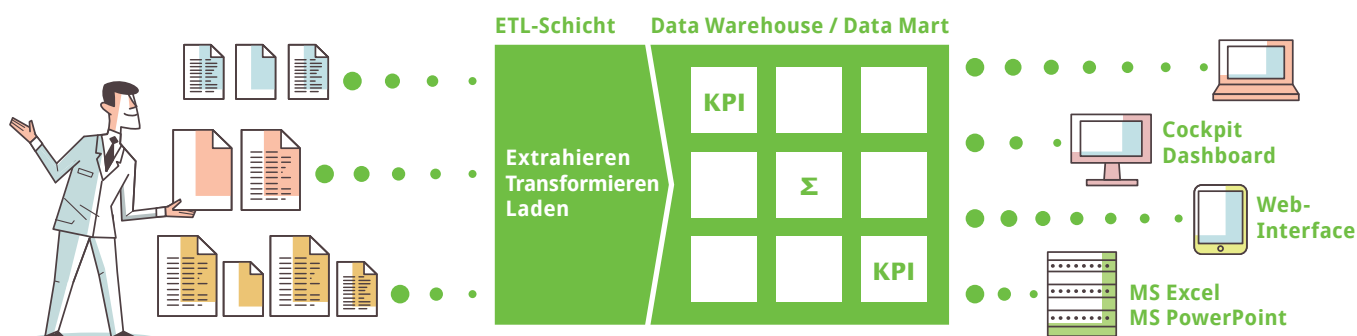 ETL-Schicht
Data Warehouse / Data Mart
Extrahieren
Transformieren
Laden
KPI
Σ
KPI
Cockpit
Dashboard
Web-
Interface
MS Excel
MS PowerPoint